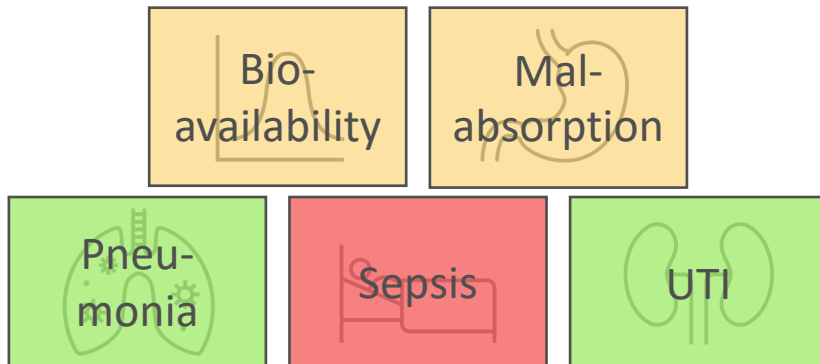 Bio-
availability
Mal-
absorption
Pneu-
monia
Sepsis
UTI